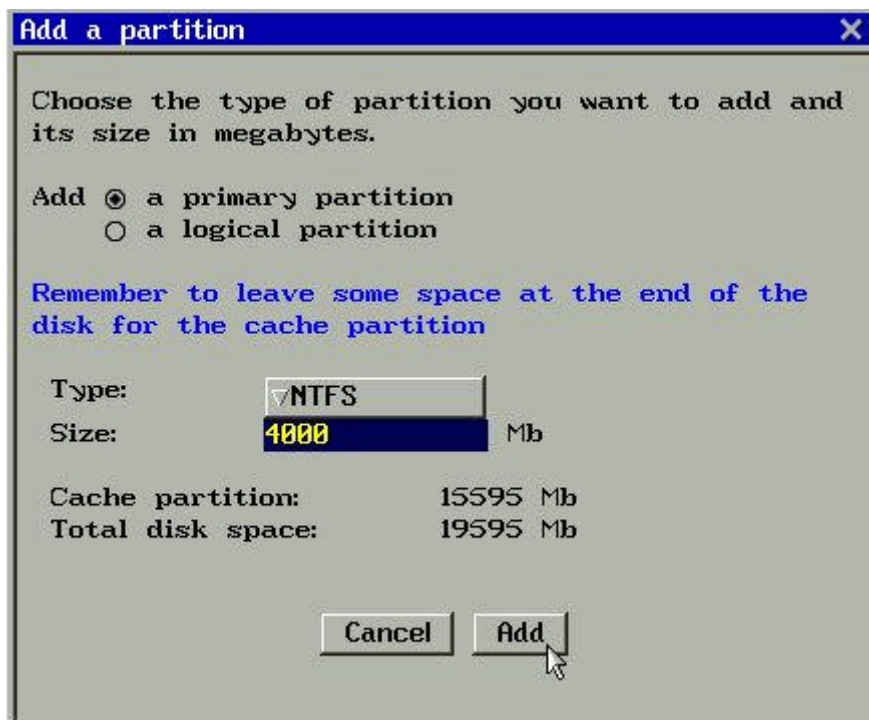 Add a partition
Choose the type of partition you want to add and
its size in megabytes.
Add a primary partition
a logical partition
Remember to leave some space at the end of the
disk for the cache partition
Type: NTFS
Size: 4000 Mb
Cache partition: 15595 Mb
Total disk space: 19595 Mb
Cancel Add